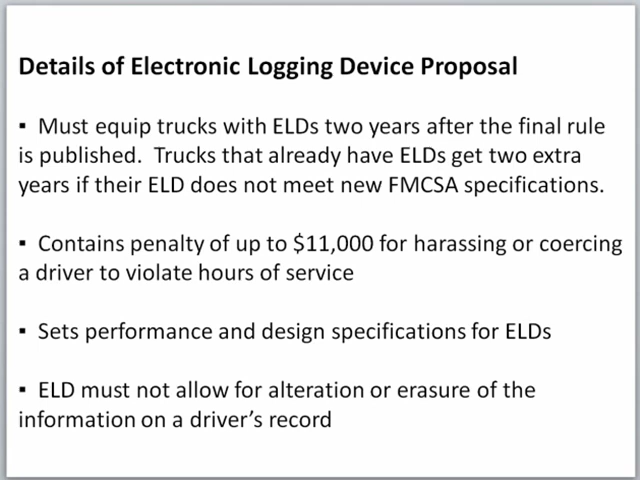 Details of Electronic Logging Device Proposal
▪ Must equip trucks with ELDs two years after the final rule
is published.  Trucks that already have ELDs get two extra
years if their ELD does not meet new FMCSA specifications.
▪ Contains penalty of up to $11,000 for harassing or coercing
a driver to violate hours of service
▪ Sets performance and design specifications for ELDs
▪ ELD must not allow for alteration or erasure of the
information on a driver’s record